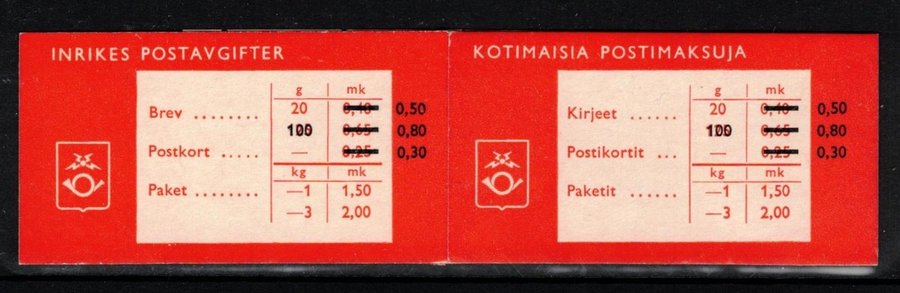 INRIKES POSTAVGIFTER
g mk
Brev ........ 20 0,40 0,50
0,65 0,80
Postkort ..... — 0,25 0,30
kg mk
Paket ........ —1 1,50
—3 2,00
KOTIMAISIA POSTIMAKSUJA
g mk
Kirjeet ...... 20 0,40 0,50
0,65 0,80
Postikortit ... — 0,25 0,30
kg mk
Paketit ...... —1 1,50
—3 2,00